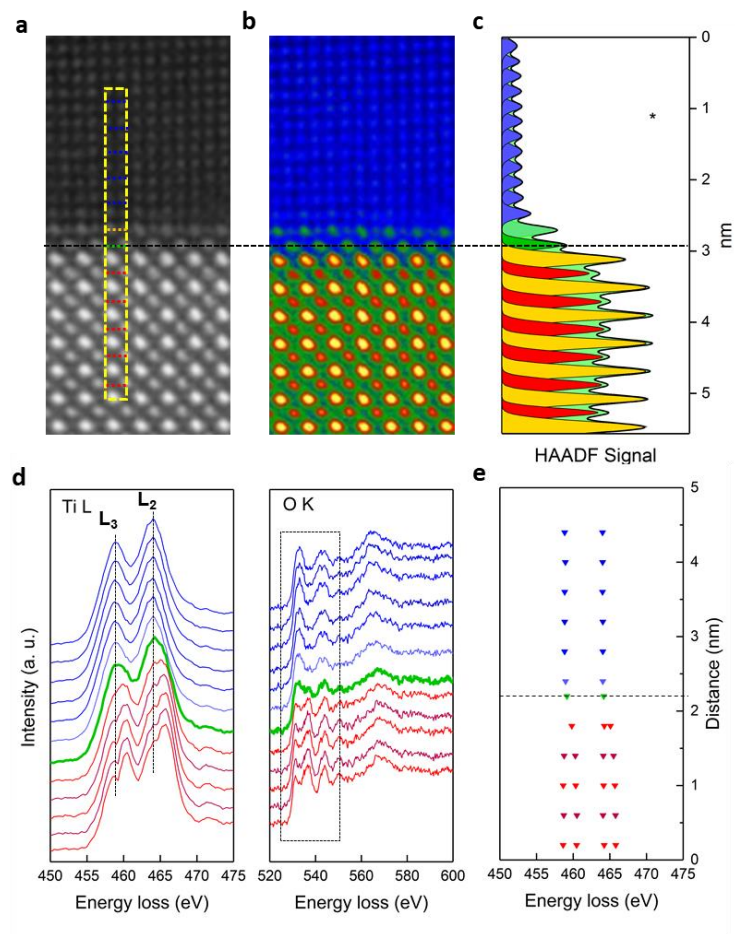 a
b
c
0
1
*
2
3
4
5
nm
HAADF Signal
d
Ti L
L3
L2
O K
Intensity (a. u.)
450 455 460 465 470 475
Energy loss (eV)
520 540 560 580 600
Energy loss (eV)
e
5
4
3
2
1
0
Distance (nm)
450 455 460 465 470 475
Energy loss (eV)